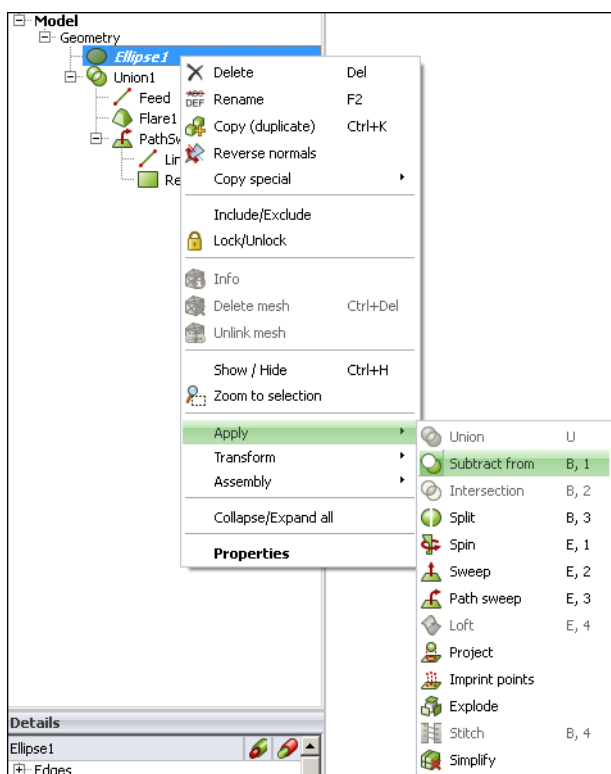 Model
Geometry
Ellipse1
Union1
Feed
Flare1
PathSw
Lin
Re
Delete Del
ABC DEF Rename F2
Copy (duplicate) Ctrl+K
Reverse normals
Copy special
Include/Exclude
Lock/Unlock
Info
Delete mesh Ctrl+Del
Unlink mesh
Show / Hide Ctrl+H
Zoom to selection
Apply
Transform
Assembly
Collapse/Expand all
Properties
Union U
Subtract from B, 1
Intersection B, 2
Split B, 3
Spin E, 1
Sweep E, 2
Path sweep E, 3
Loft E, 4
Project
Imprint points
Explode
Stitch B, 4
Simplify
Details
Ellipse1
Edges